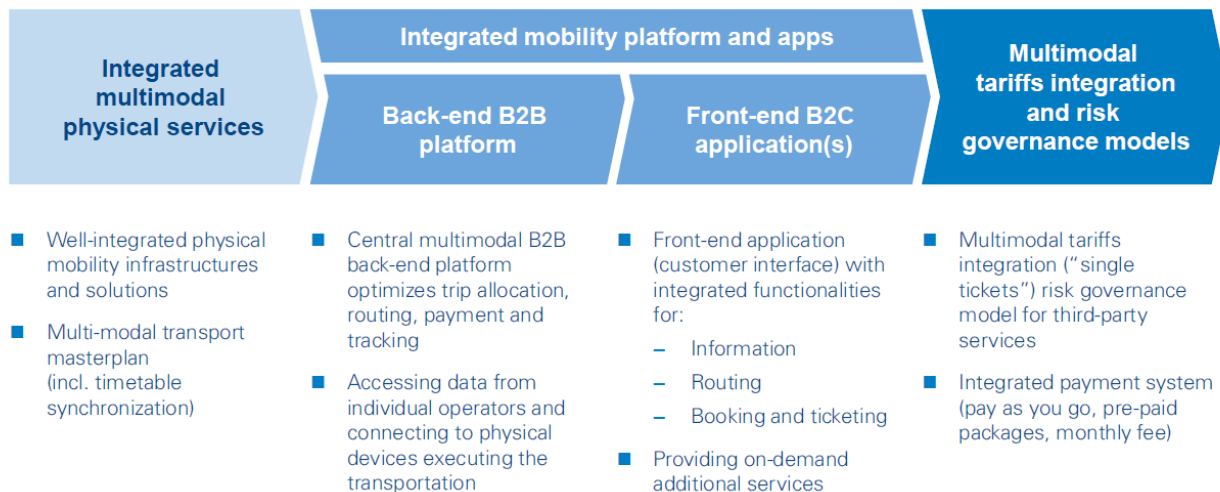 Integrated
multimodal
physical services
Integrated mobility platform and apps
Back-end B2B
platform
Front-end B2C
application(s)
Multimodal
tariffs integration
and risk
governance models
■ Well-integrated physical
mobility infrastructures
and solutions
■ Multi-modal transport
masterplan
(incl. timetable
synchronization)
■ Central multimodal B2B
back-end platform
optimizes trip allocation,
routing, payment and
tracking
■ Accessing data from
individual operators and
connecting to physical
devices executing the
transportation
■ Front-end application
(customer interface) with
integrated functionalities
for:
– Information
– Routing
– Booking and ticketing
■ Providing on-demand
additional services
■ Multimodal tariffs
integration (“single
tickets”) risk governance
model for third-party
services
■ Integrated payment system
(pay as you go, pre-paid
packages, monthly fee)